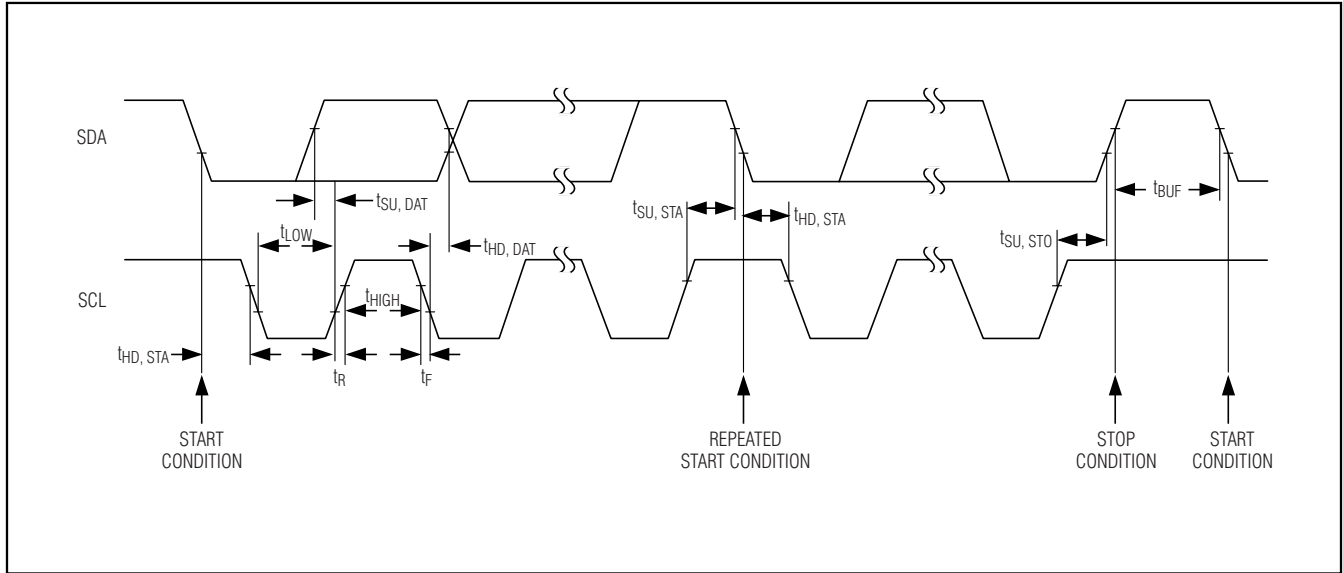 SDA
tSU, DAT
tLOW
tHD, DAT
tSU, STA
tHD, STA
tBUF
tSU, STO
SCL
tHIGH
tHD, STA
tR
tF
START
CONDITION
REPEATED
START CONDITION
STOP
CONDITION
START
CONDITION